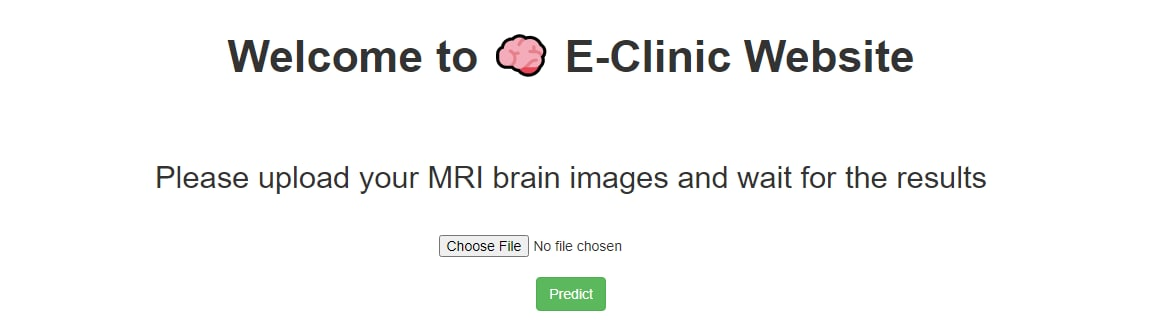 Welcome to E-Clinic Website
Please upload your MRI brain images and wait for the results
Choose File No file chosen
Predict